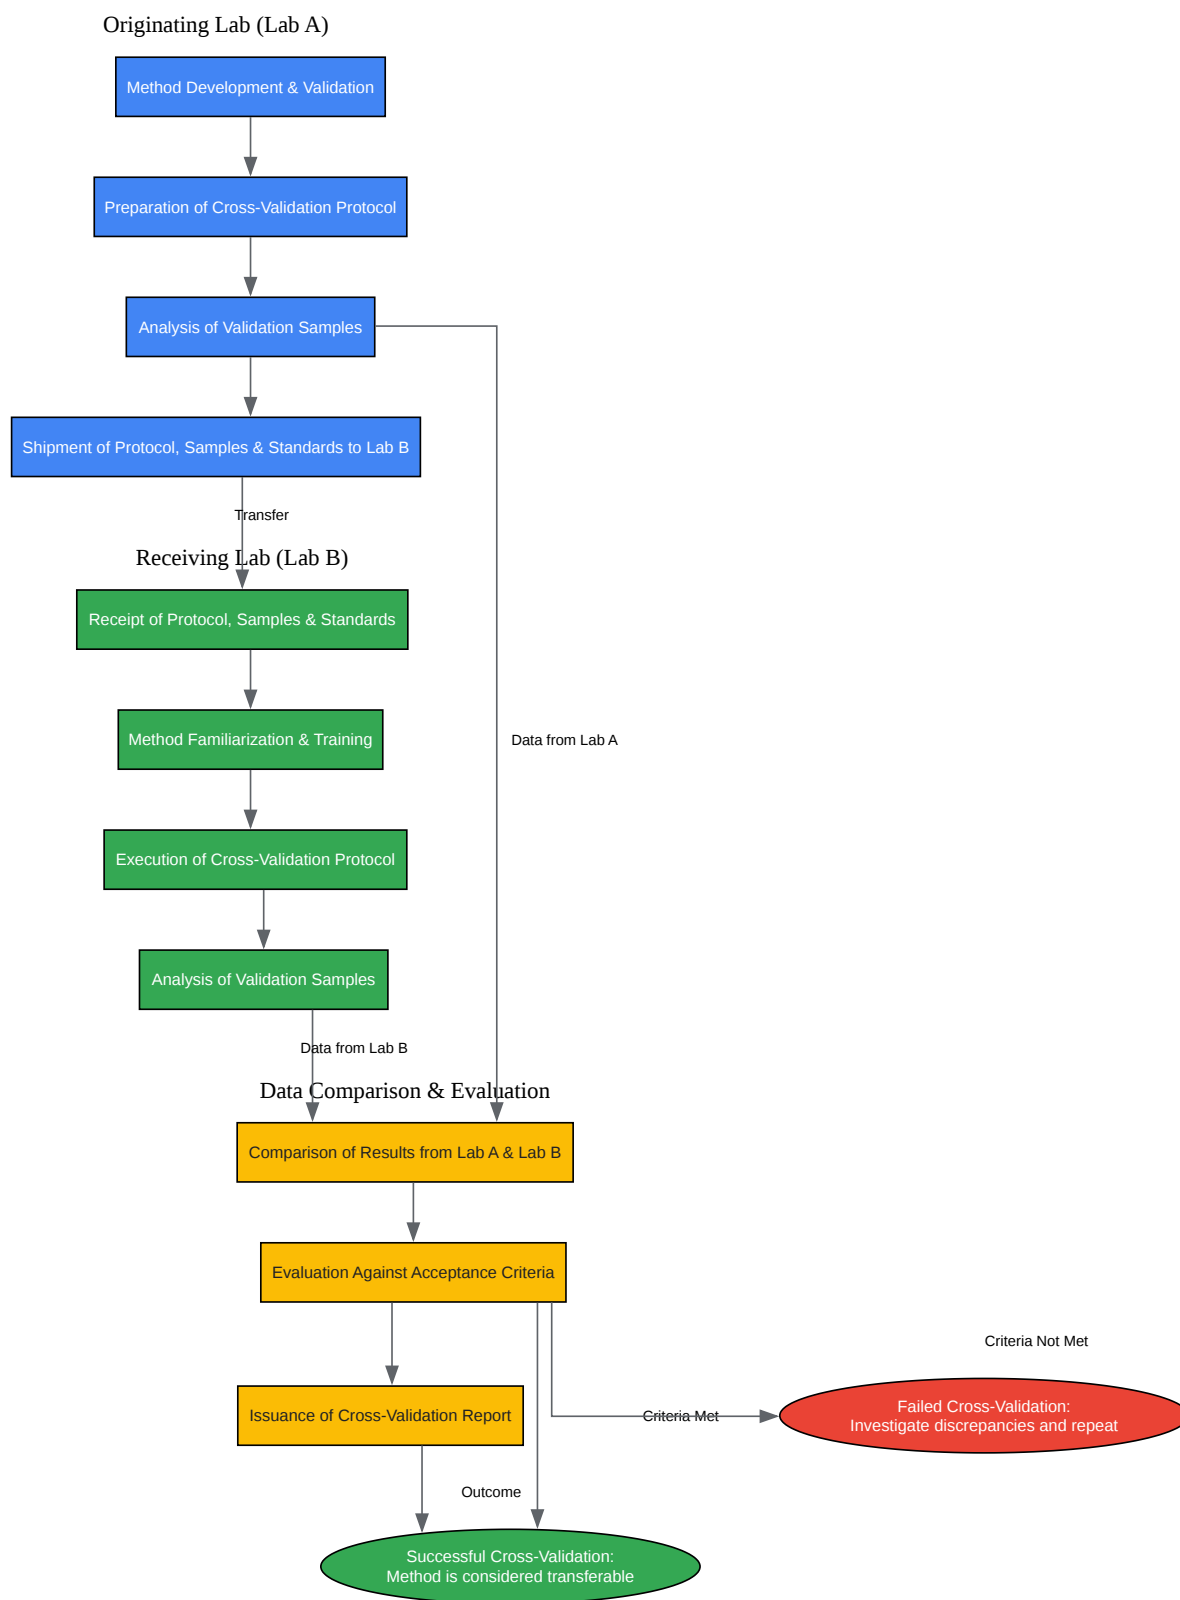 Originating Lab (Lab A)
Method Development & Validation
Preparation of Cross-Validation Protocol
Analysis of Validation Samples
Shipment of Protocol, Samples & Standards to Lab B
Transfer
Receiving Lab (Lab B)
Receipt of Protocol, Samples & Standards
Method Familiarization & Training
Data from Lab A
Execution of Cross-Validation Protocol
Analysis of Validation Samples
Data from Lab B
Data Comparison & Evaluation
Comparison of Results from Lab A & Lab B
Evaluation Against Acceptance Criteria
Criteria Not Met
Issuance of Cross-Validation Report
Criteria Met
Failed Cross-Validation:
Investigate discrepancies and repeat
Outcome
Successful Cross-Validation:
Method is considered transferable